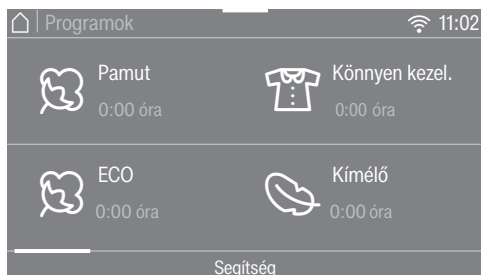 Programok 11:02
Pamut
0:00 óra
Könnyen kezel.
0:00 óra
ECO
0:00 óra
Kímélő
0:00 óra
Segítség